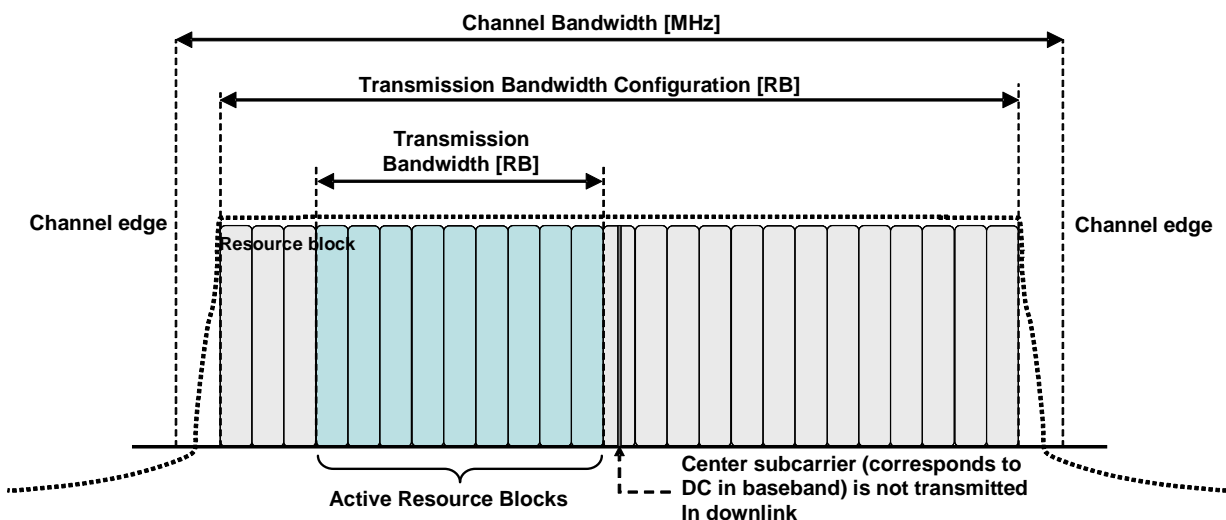 Channel Bandwidth [MHz]
Transmission Bandwidth Configuration [RB]
Transmission
Bandwidth [RB]
Channel edge
Channel edge
Resource block
Center subcarrier (corresponds to
DC in baseband) is not transmitted
In downlink
Active Resource Blocks